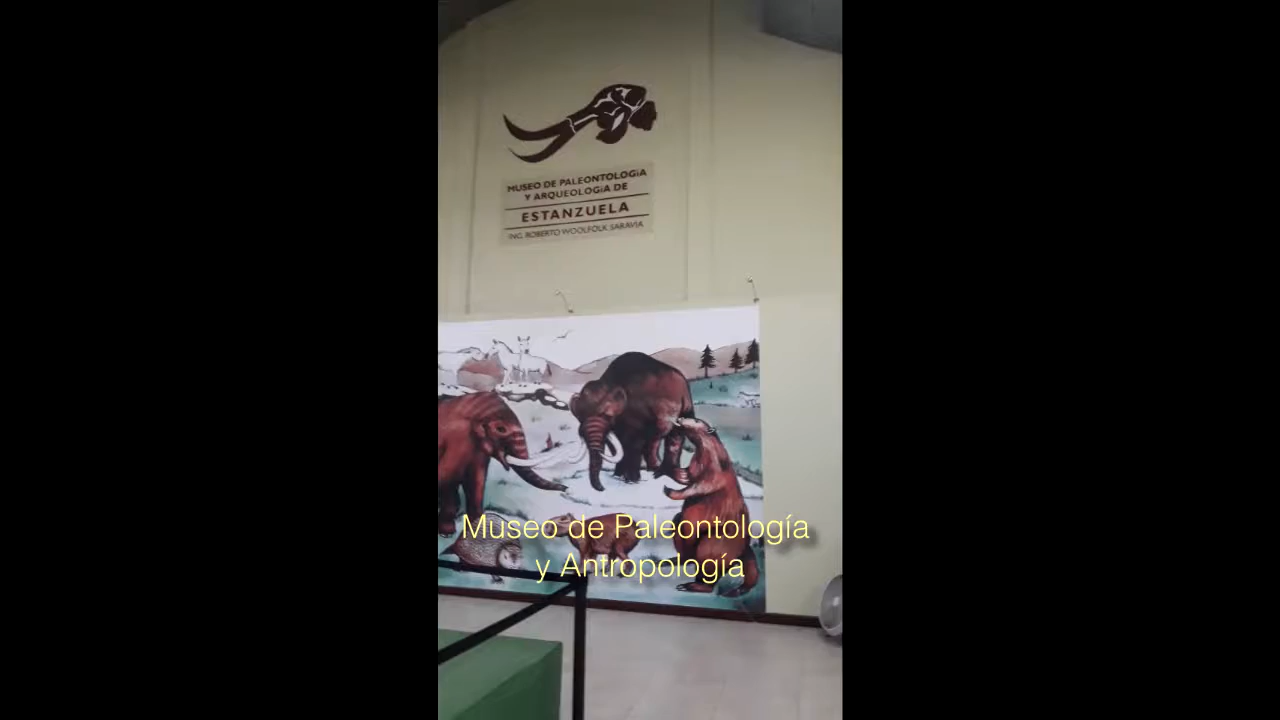 MUSEO DE PALEONTOLOGíA
Y ARQUEOLOGíA DE
ESTANZUELA
ING. ROBERTO WOOLFOLK SARAVIA
Museo de Paleontología
y Antropología